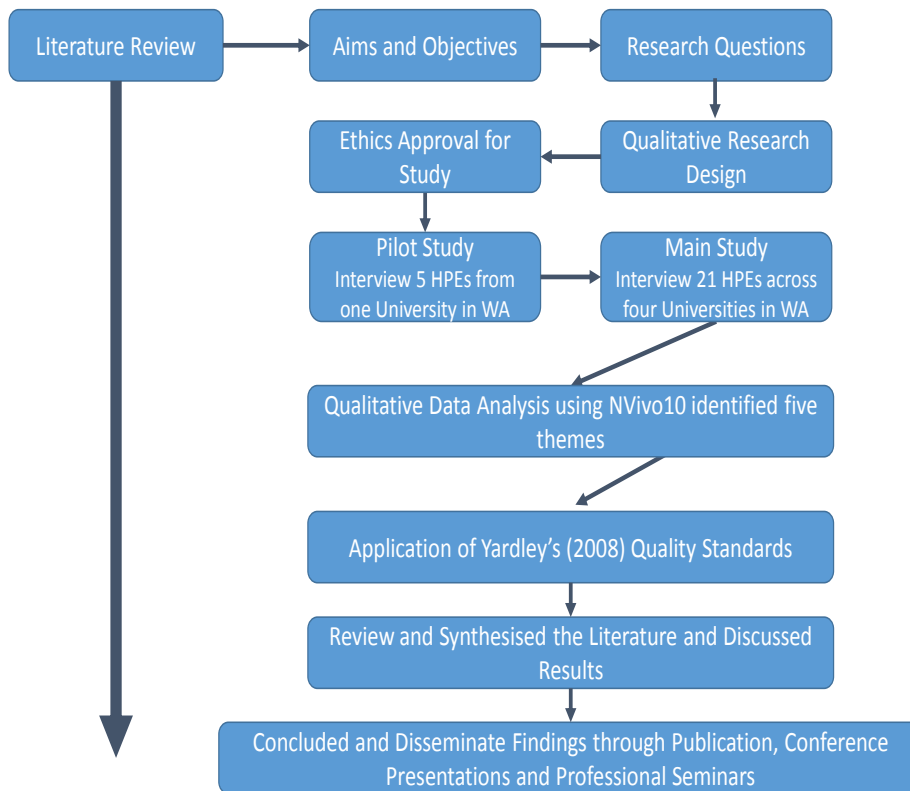 Literature Review
Aims and Objectives
Research Questions
Qualitative Research
Design
Ethics Approval for
Study
Pilot Study
Interview 5 HPEs from
one University in WA
Main Study
Interview 21 HPEs across
four Universities in WA
Qualitative Data Analysis using NVivo10 identified five
themes
Application of Yardley's (2008) Quality Standards
Review and Synthesised the Literature and Discussed
Results
Concluded and Disseminate Findings through Publication, Conference
Presentations and Professional Seminars